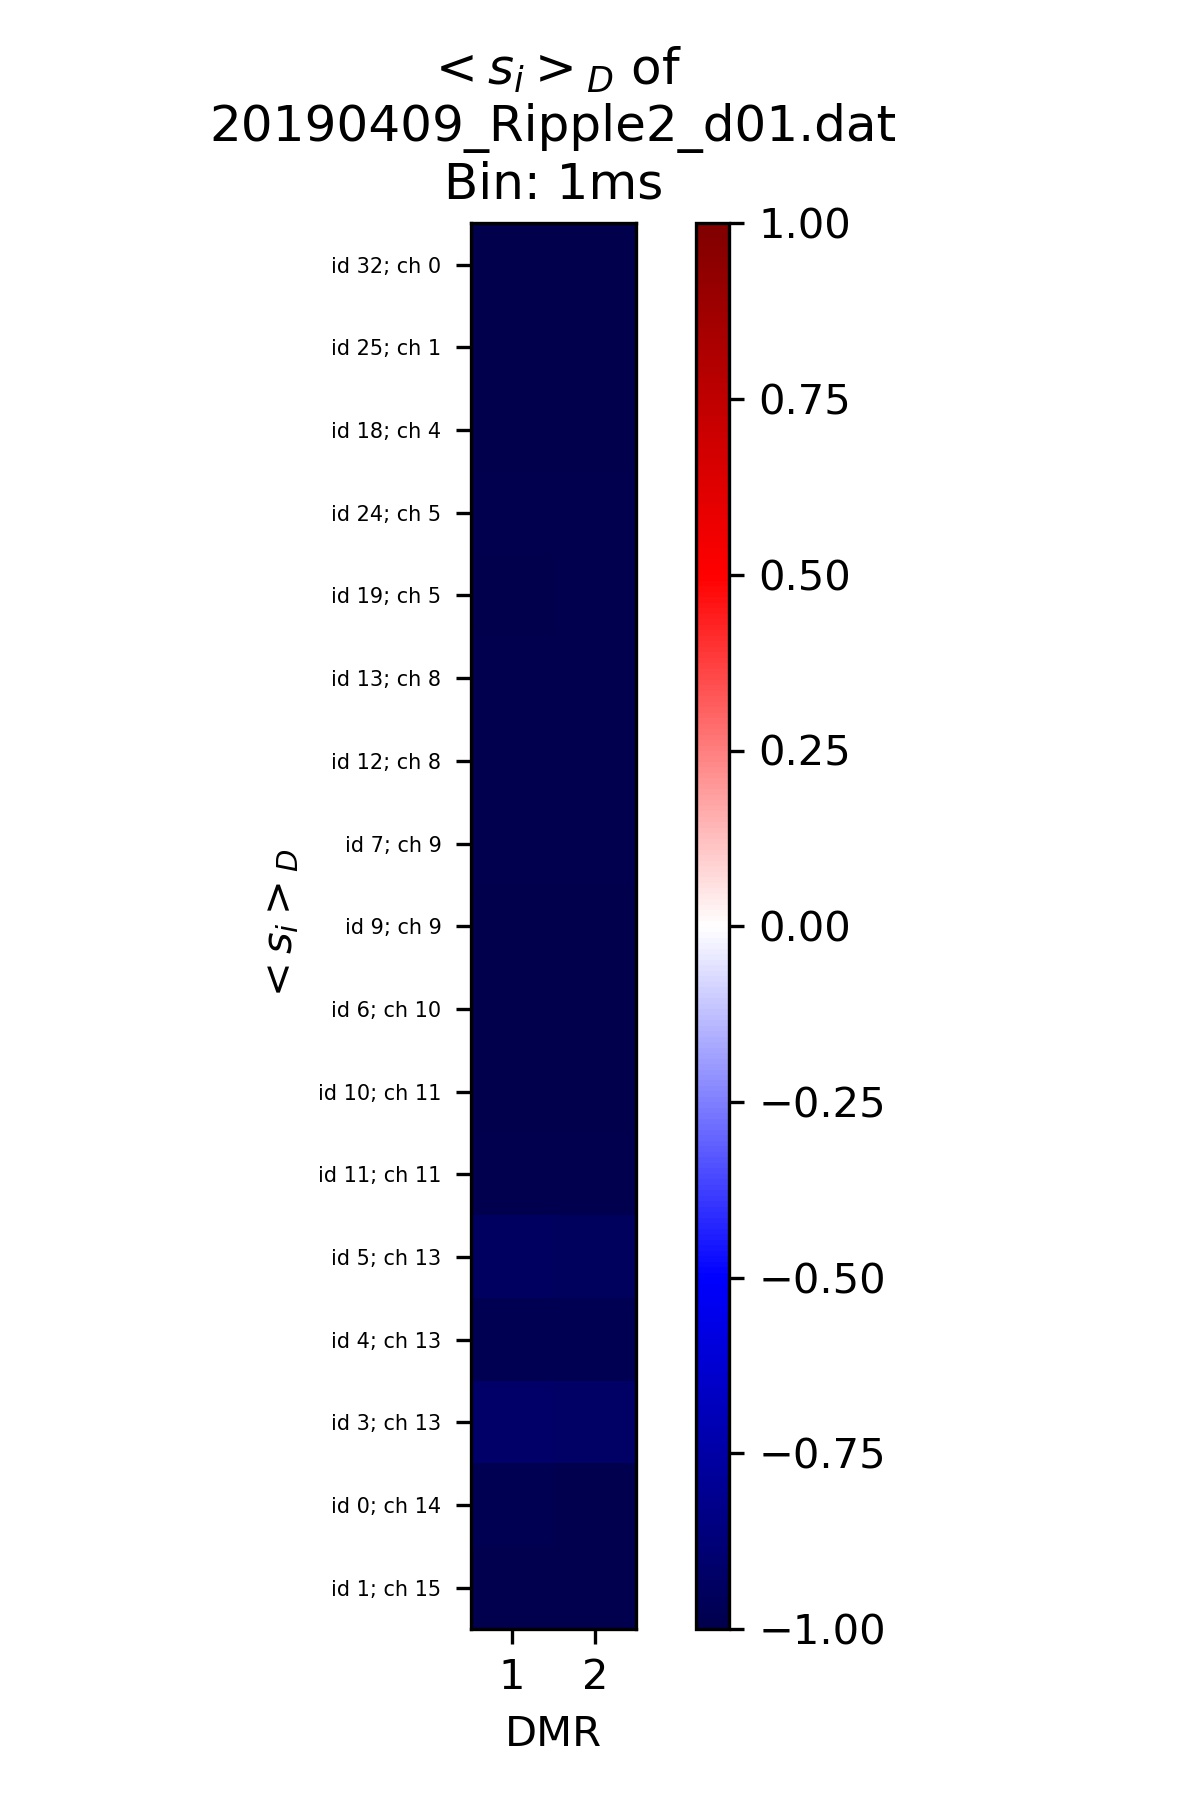 < s_i >_D of
20190409_Ripple2_d01.dat
Bin: 1ms
< s_i >_D
id 32; ch 0
id 25; ch 1
id 18; ch 4
id 24; ch 5
id 19; ch 5
id 13; ch 8
id 12; ch 8
id 7; ch 9
id 9; ch 9
id 6; ch 10
id 10; ch 11
id 11; ch 11
id 5; ch 13
id 4; ch 13
id 3; ch 13
id 0; ch 14
id 1; ch 15
1 2
DMR
1.00
0.75
0.50
0.25
0.00
−0.25
−0.50
−0.75
−1.00